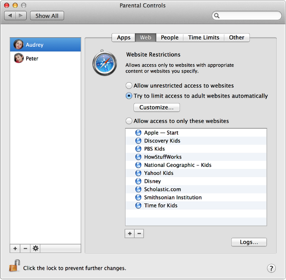 Parental Controls
Show All
Apps Web People Time Limits Other
Audrey
Peter
Website Restrictions
Allows access only to websites with appropriate
content or websites you specify.
Allow unrestricted access to websites
Try to limit access to adult websites automatically
Customize...
Allow access to only these websites
Apple — Start
Discovery Kids
PBS Kids
HowStuffWorks
National Geographic - Kids
Yahoo! Kids
Disney
Scholastic.com
Smithsonian Institution
Time for Kids
Logs...
Click the lock to prevent further changes.